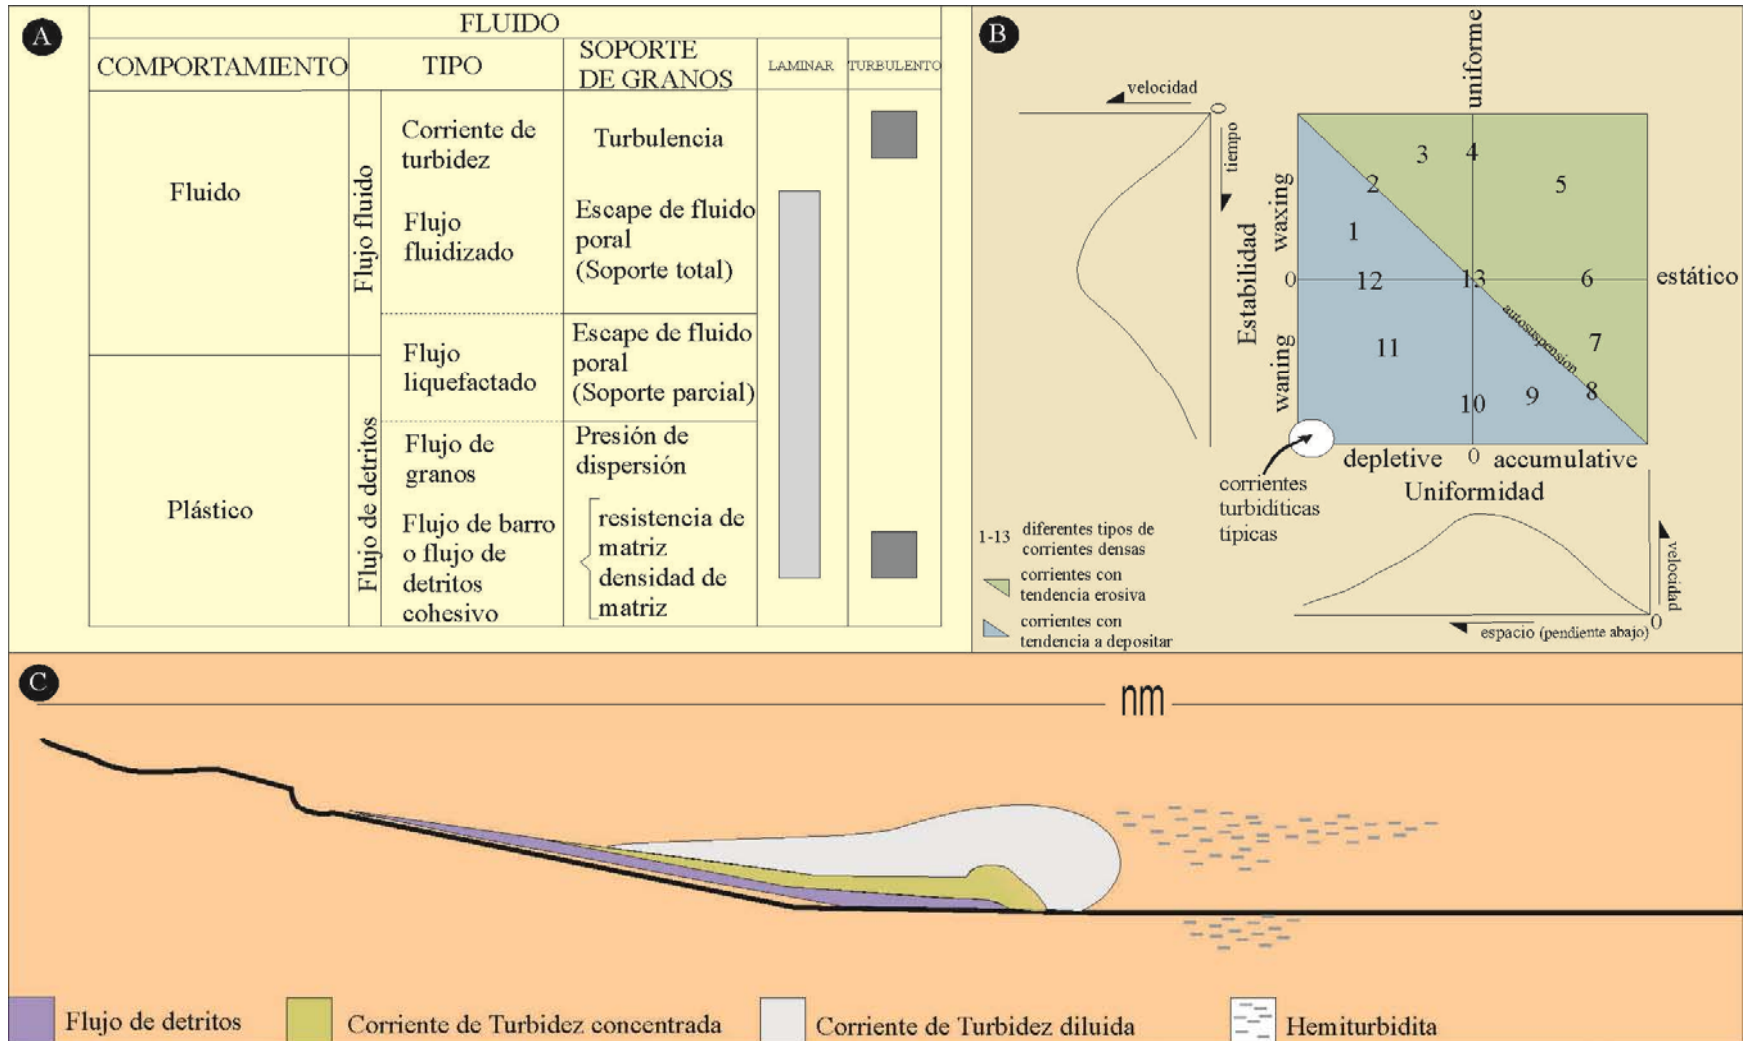 A
FLUIDO
COMPORTAMIENTO
TIPO
SOPORTE
DE GRANOS
LAMINAR
TURBULENTO
Fluido
Plástico
Flujo fluido
Flujo de detritos
Corriente de
turbidez
Turbulencia
Flujo
fluidizado
Escape de fluido
poral
(Soporte total)
Flujo
liquefactado
Escape de fluido
poral
(Soporte parcial)
Flujo de
granos
Presión de
dispersión
Flujo de barro
o flujo de
detritos
cohesivo
resistencia de
matriz
densidad de
matriz
B
velocidad
0
tiempo
uniforme
Estabilidad
waxing
0
waning
estático
1
2
3
4
5
6
7
8
9
10
11
12
13
autosuspension
depletive
0
accumulative
Uniformidad
corrientes
turbidíticas
típicas
velocidad
0
espacio (pendiente abajo)
1-13
diferentes tipos de
corrientes densas
corrientes con
tendencia erosiva
corrientes con
tendencia a depositar
C
nm
Flujo de detritos
Corriente de Turbidez concentrada
Corriente de Turbidez diluida
Hemiturbidita